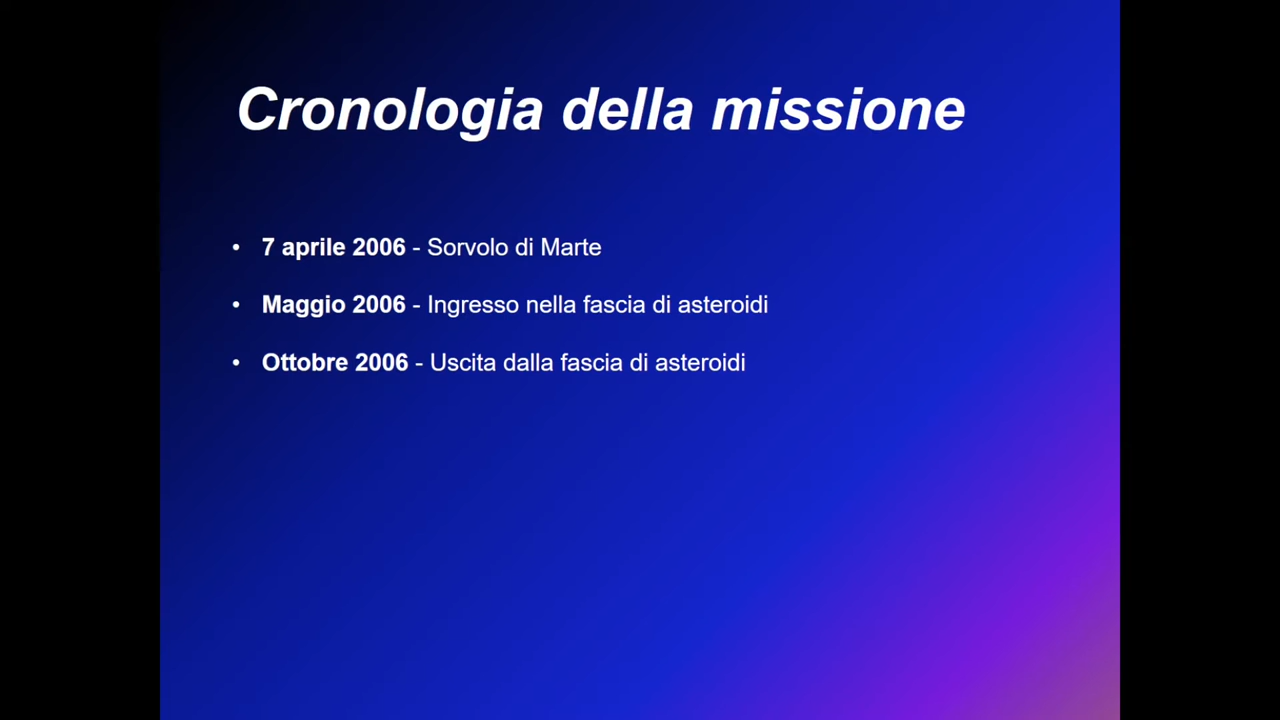 Cronologia della missione
• 7 aprile 2006 - Sorvolo di Marte
• Maggio 2006 - Ingresso nella fascia di asteroidi
• Ottobre 2006 - Uscita dalla fascia di asteroidi